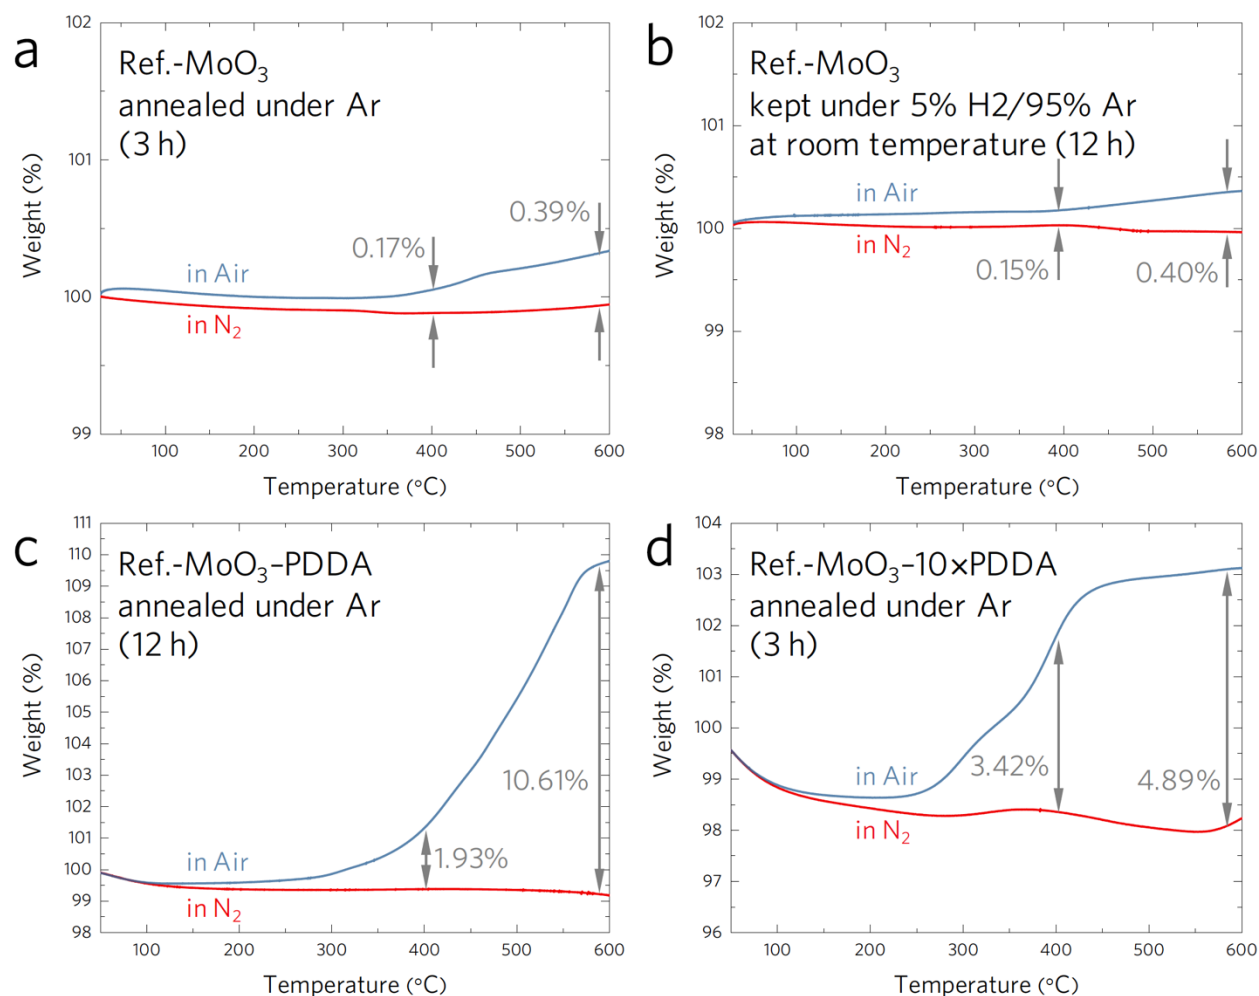 a
Ref.-MoO₃
annealed under Ar
(3 h)
102
101
100
99
Weight (%)
0.39%
0.17%
in Air
in N₂
100
200
300
400
500
600
Temperature (°C)
b
Ref.-MoO₃
kept under 5% H2/95% Ar
at room temperature (12 h)
102
101
100
99
98
Weight (%)
in Air
in N₂
0.15%
0.40%
100
200
300
400
500
600
Temperature (°C)
c
Ref.-MoO₃-PDDA
annealed under Ar
(12 h)
111
110
109
108
107
106
105
104
103
102
101
100
99
98
Weight (%)
10.61%
1.93%
in Air
in N₂
100
200
300
400
500
600
Temperature (°C)
d
Ref.-MoO₃-10×PDDA
annealed under Ar
(3 h)
104
103
102
101
100
99
98
97
96
Weight (%)
in Air
3.42%
4.89%
in N₂
100
200
300
400
500
600
Temperature (°C)